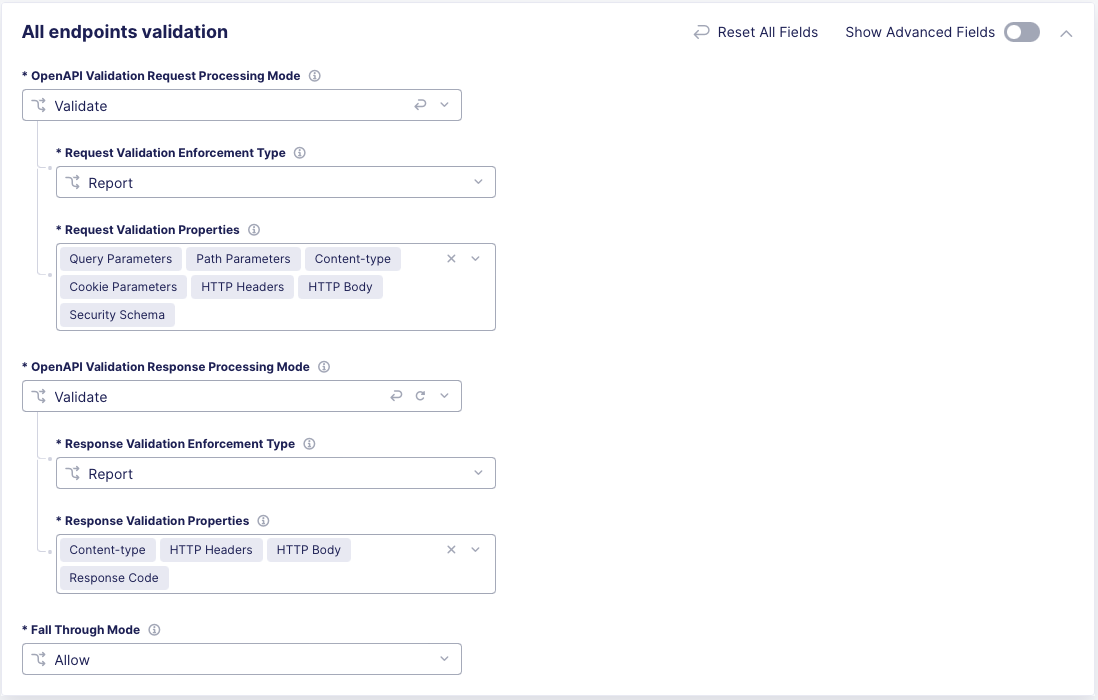 All endpoints validation Reset All Fields Show Advanced Fields
* OpenAPI Validation Request Processing Mode
Validate
* Request Validation Enforcement Type
Report
* Request Validation Properties
Query Parameters Path Parameters Content-type
Cookie Parameters HTTP Headers HTTP Body
Security Schema
* OpenAPI Validation Response Processing Mode
Validate
* Response Validation Enforcement Type
Report
* Response Validation Properties
Content-type HTTP Headers HTTP Body
Response Code
* Fall Through Mode
Allow